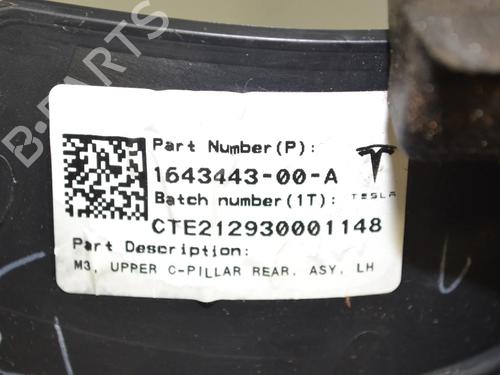 Part Number(P):
1643443-00-A
Batch number(1T):
TESLA
CTE212930001148
Part Description:
M3, UPPER C-PILLAR REAR, ASY, LH
B-PARTS